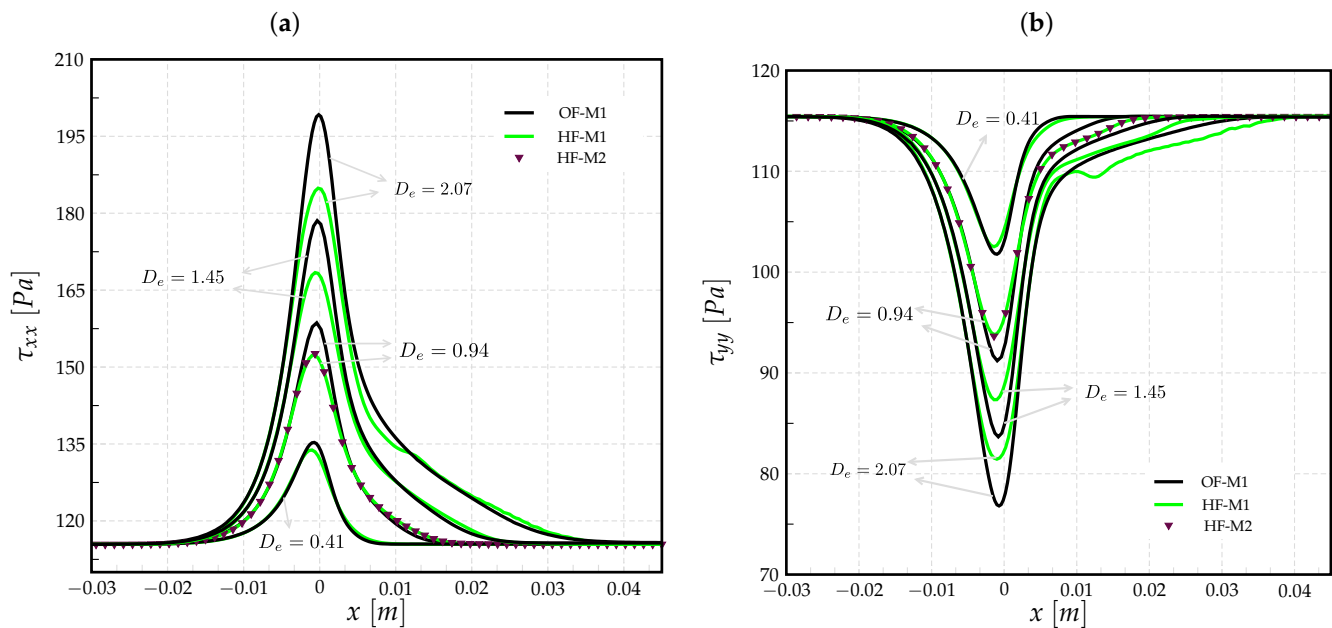 (a)
210
195
180
165
150
135
120
τxx [Pa]
OF-M1
HF-M1
HF-M2
De = 2.07
De = 1.45
De = 0.94
De = 0.41
−0.03 −0.02 −0.01 0 0.01 0.02 0.03 0.04
x [m]
(b)
120
110
100
90
80
70
τyy [Pa]
De = 0.41
De = 0.94
De = 1.45
De = 2.07
OF-M1
HF-M1
HF-M2
−0.03 −0.02 −0.01 0 0.01 0.02 0.03 0.04
x [m]